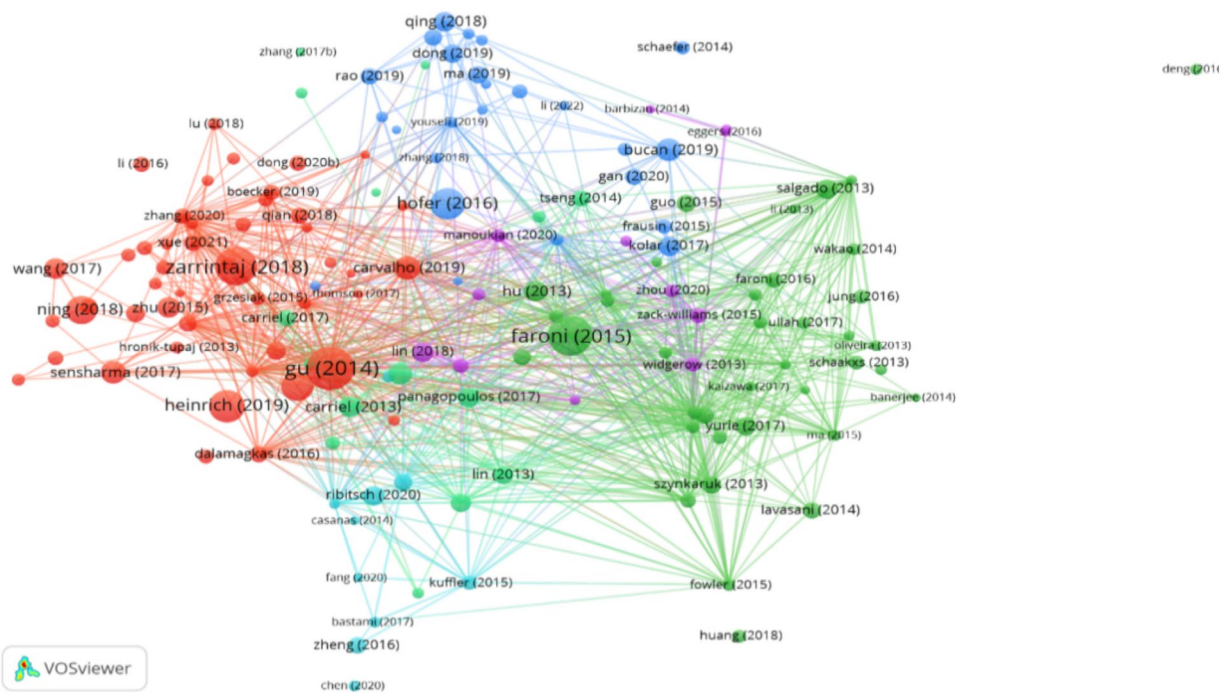 qing (2018)
schaefer (2014)
zhang (2017b)
dong (2019)
deng (201
rao (2019)
ma (2019)
li (2022)
barbizan (2014)
lu (2018)
yousefi (2019)
eggers (2016)
bucan (2019)
li (2016)
dong (2020b)
zhang (2018)
gan (2020)
boecker (2019)
salgado (2013)
tseng (2014)
hofer (2016)
guo (2015)
zhang (2020)
qian (2018)
li (2013)
frausin (2015)
manoukian (2020)
xue (2021)
kolar (2017)
wakao (2014)
wang (2017)
zarrintaj (2018)
carvalho (2019)
faroni (2016)
hu (2013)
zhou (2020)
thomson (2017)
grzesiak (2015)
jung (2016)
ning (2018)
zhu (2015)
carriel (2017)
zack-williams (2015)
ullah (2017)
faroni (2015)
hronik-tupaj (2013)
oliveira (2013)
lin (2018)
widgerow (2013)
schaakxs (2013)
sensharma (2017)
gu (2014)
kaizawa (2017)
panagopoulos (2017)
banerjee (2014)
heinrich (2019)
carriel (2013)
yurie (2017)
ma (2015)
dalamagkas (2016)
lin (2013)
szynkaruk (2013)
ribitsch (2020)
lavasani (2014)
casanas (2014)
fang (2020)
kuffler (2015)
fowler (2015)
bastami (2017)
huang (2018)
zheng (2016)
VOSviewer
chen (2020)